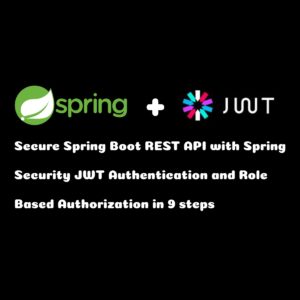 spring + JWT
Secure Spring Boot REST API with Spring
Security JWT Authentication and Role
Based Authorization in 9 steps